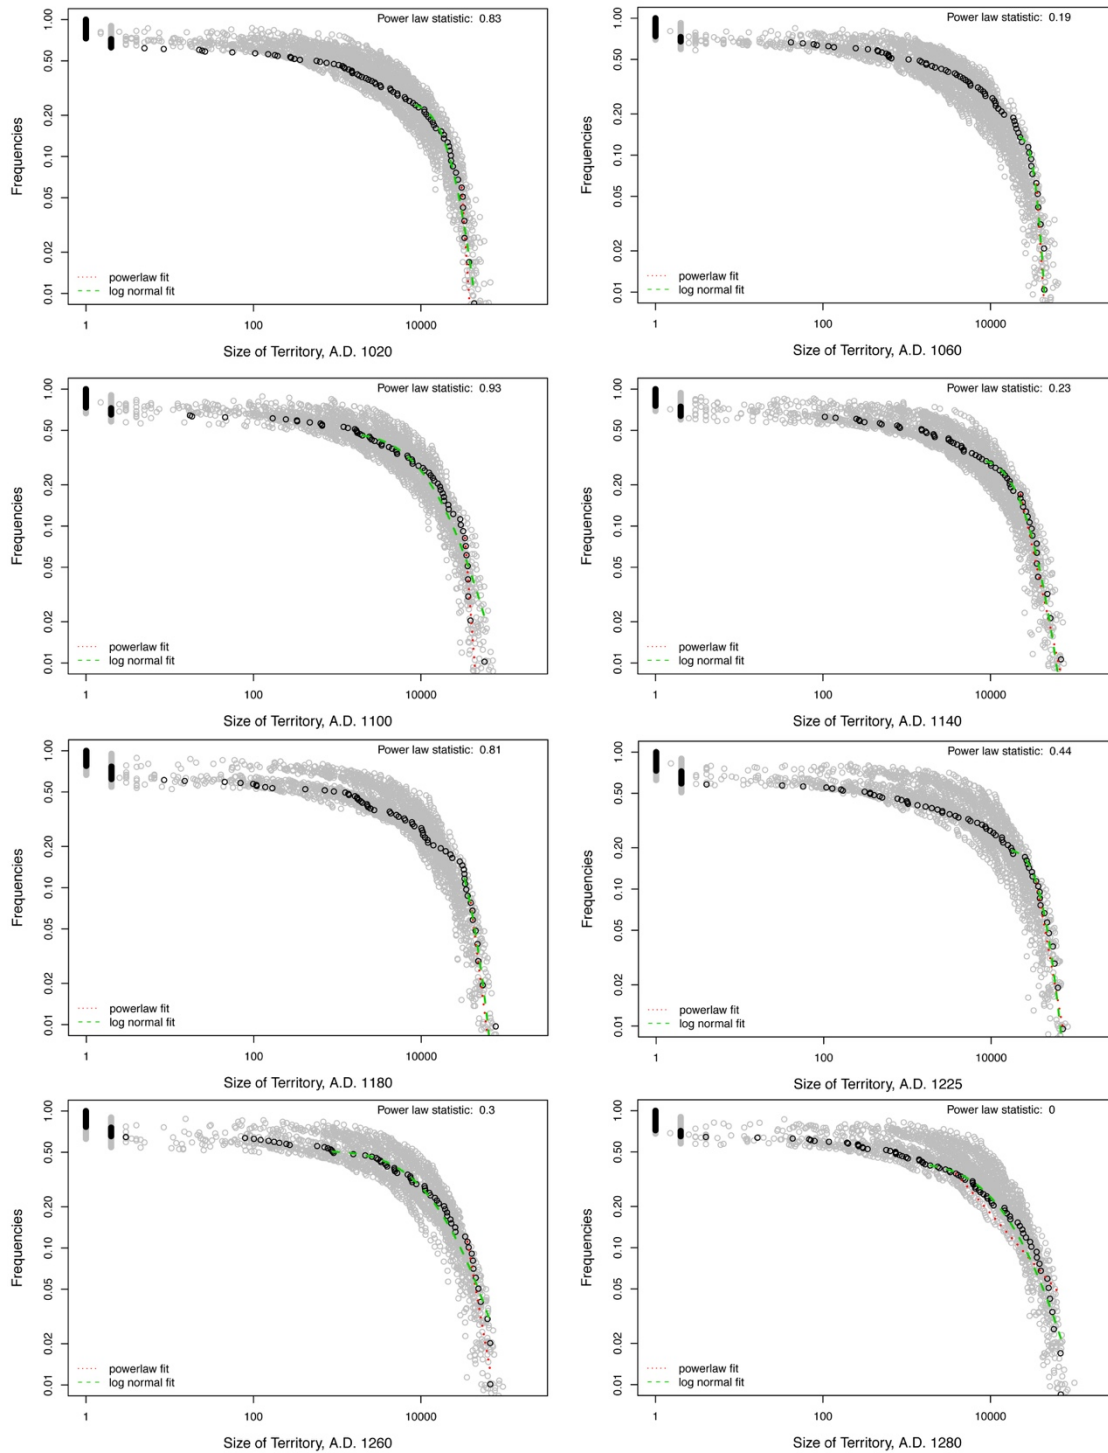 Power law statistic: 0.83
1.00
0.50
0.20
0.10
0.05
0.02
0.01
Frequencies
powerlaw fit
log normal fit
1 100 10000
Size of Territory, A.D. 1020
Power law statistic: 0.19
1.00
0.50
0.20
0.10
0.05
0.02
0.01
Frequencies
powerlaw fit
log normal fit
1 100 10000
Size of Territory, A.D. 1060
Power law statistic: 0.93
1.00
0.50
0.20
0.10
0.05
0.02
0.01
Frequencies
powerlaw fit
log normal fit
1 100 10000
Size of Territory, A.D. 1100
Power law statistic: 0.23
1.00
0.50
0.20
0.10
0.05
0.02
0.01
Frequencies
powerlaw fit
log normal fit
1 100 10000
Size of Territory, A.D. 1140
Power law statistic: 0.81
1.00
0.50
0.20
0.10
0.05
0.02
0.01
Frequencies
powerlaw fit
log normal fit
1 100 10000
Size of Territory, A.D. 1180
Power law statistic: 0.44
1.00
0.50
0.20
0.10
0.05
0.02
0.01
Frequencies
powerlaw fit
log normal fit
1 100 10000
Size of Territory, A.D. 1225
Power law statistic: 0.3
1.00
0.50
0.20
0.10
0.05
0.02
0.01
Frequencies
powerlaw fit
log normal fit
1 100 10000
Size of Territory, A.D. 1260
Power law statistic: 0
1.00
0.50
0.20
0.10
0.05
0.02
0.01
Frequencies
powerlaw fit
log normal fit
1 100 10000
Size of Territory, A.D. 1280